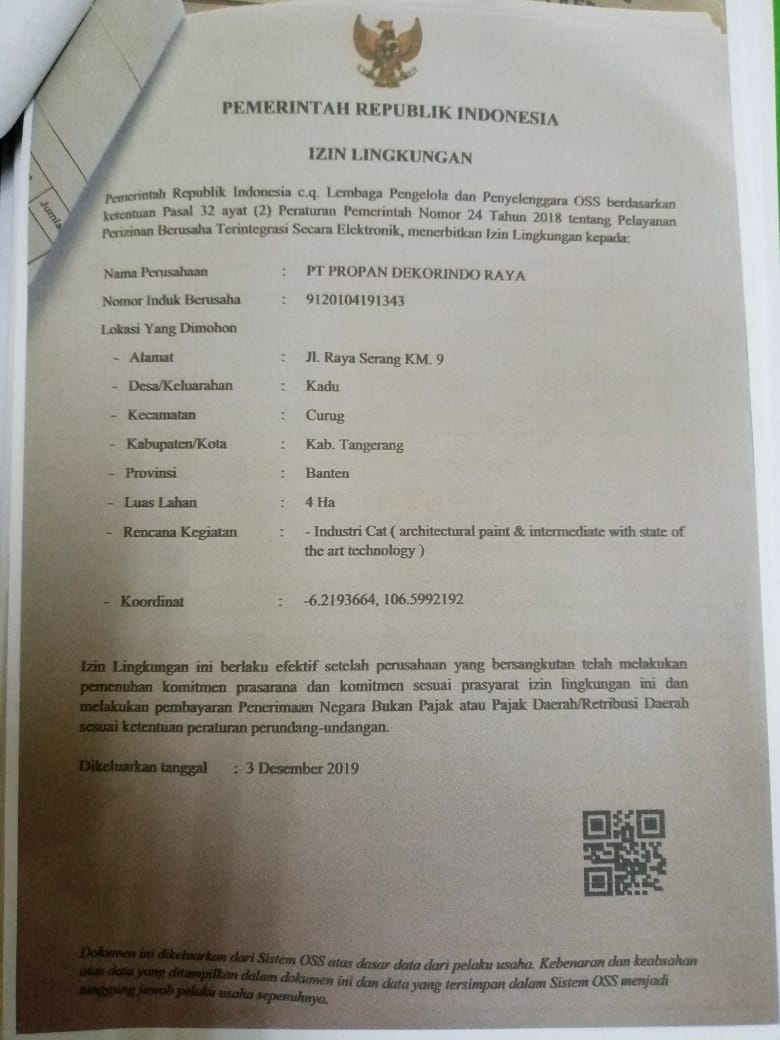 Jumla
PEMERINTAH REPUBLIK INDONESIA
IZIN LINGKUNGAN
Pemerintah Republik Indonesia c.q. Lembaga Pengelola dan Penyelenggara OSS berdasarkan
ketentuan Pasal 32 ayat (2) Peraturan Pemerintah Nomor 24 Tahun 2018 tentang Pelayanan
Perizinan Berusaha Terintegrasi Secara Elektronik, menerbitkan Izin Lingkungan kepada:
Nama Perusahaan : PT PROPAN DEKORINDO RAYA
Nomor Induk Berusaha : 9120104191343
Lokasi Yang Dimohon
- Alamat : Jl. Raya Serang KM. 9
- Desa/Keluarahan : Kadu
- Kecamatan : Curug
- Kabupaten/Kota : Kab. Tangerang
- Provinsi : Banten
- Luas Lahan : 4 Ha
- Rencana Kegiatan : - Industri Cat ( architectural paint & intermediate with state of
the art technology )
- Koordinat : -6.2193664, 106.5992192
Izin Lingkungan ini berlaku efektif setelah perusahaan yang bersangkutan telah melakukan
pemenuhan komitmen prasarana dan komitmen sesuai prasyarat izin lingkungan ini dan
melakukan pembayaran Penerimaan Negara Bukan Pajak atau Pajak Daerah/Retribusi Daerah
sesuai ketentuan peraturan perundang-undangan.
Dikeluarkan tanggal : 3 Desember 2019
Dokumen ini dikeluarkan dari Sistem OSS atas dasar data dari pelaku usaha. Kebenaran dan keabsahan
atas data yang ditampilkan dalam dokumen ini dan data yang tersimpan dalam Sistem OSS menjadi
tanggung jawab pelaku usaha sepenuhnya.